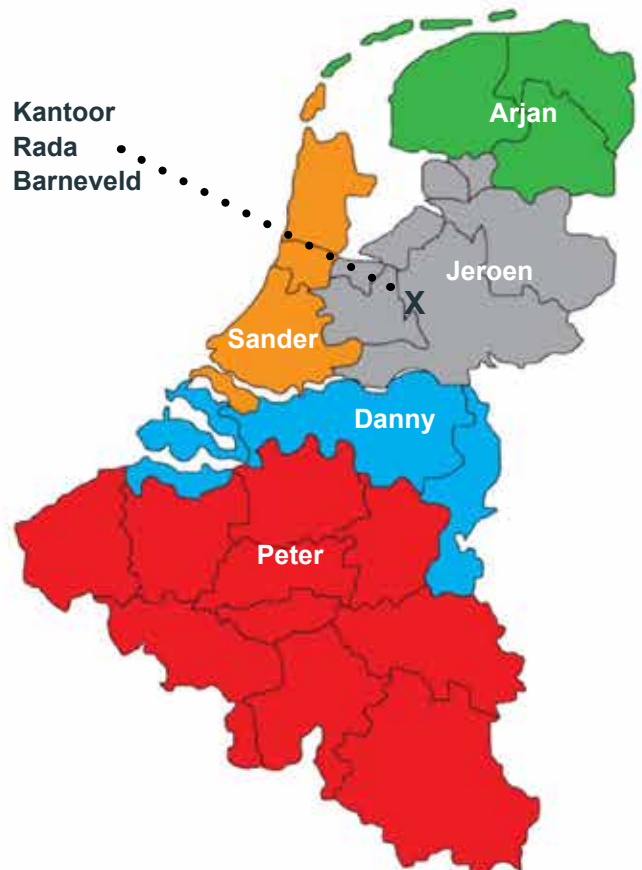 Kantoor
Rada
Barneveld
Arjan
Jeroen
X
Sander
Danny
Peter